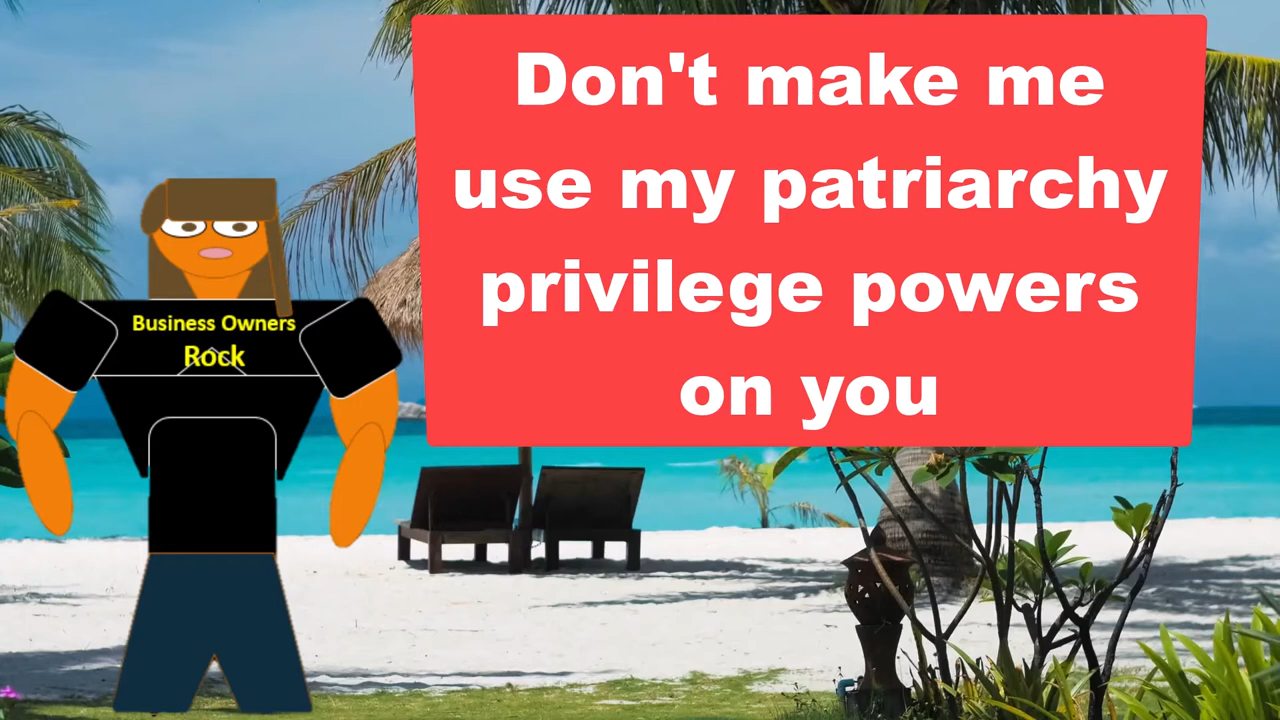 Don't make me
use my patriarchy
privilege powers
on you
Business Owners
Rock